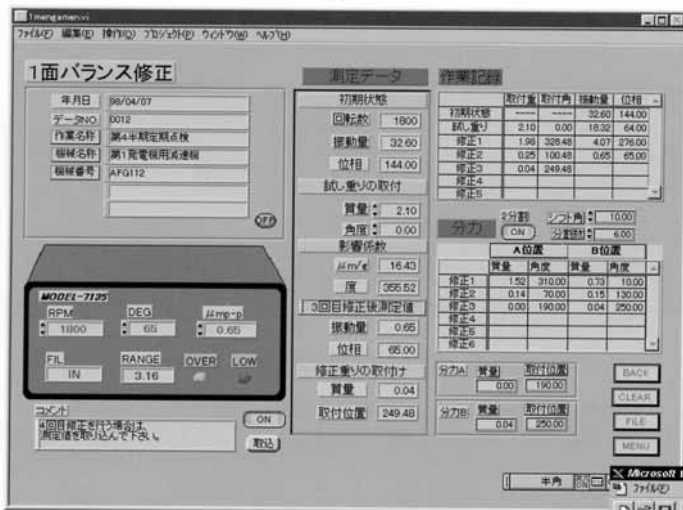 1mengamen.vi
ファイル(F) 編集(E) 操作(O) プロジェクト(P) ウィンドウ(W) ヘルプ(H)
1面バランス修正
年月日 98/04/07
データNO. 0012
作業名称 第4半期定期点検
機械名称 第1発電機用減速機
機械番号 AFG112
OFF
MODEL-7135
RPM DEG μmp-p
1800 65 0.65
FIL RANGE OVER LOW
IN 3.16
コメント
4回目修正を行う場合は、
測定値を取り込んで下さい。
ON
取込
測定データ
初期状態
回転数 1800
振動量 32.60
位相 144.00
試し重りの取付
質量 2.10
角度 0.00
影響係数
μm/g 16.43
度 355.52
3回目修正後測定値
振動量 0.65
位相 65.00
修正重りの取付け
質量 0.04
取付位置 249.48
作業記録
取付重 取付角 振動量 位相
初期状態 ---- ---- 32.60 144.00
試し重り 2.10 0.00 18.32 64.00
修正1 1.96 328.48 4.07 276.00
修正2 0.25 100.48 0.65 65.00
修正3 0.04 249.48
修正4
修正5
分力
2分割 シフト角 10.00
ON 分割数 6.00
A位置 B位置
質量 角度 質量 角度
修正1 1.52 310.00 0.73 10.00
修正2 0.14 70.00 0.15 130.00
修正3 0.00 190.00 0.04 250.00
修正4
修正5
修正6
分力A 質量 取付位置
0.00 190.00
分力B 質量 取付位置
0.04 250.00
BACK
CLEAR
FILE
MENU
半角
Microsoft
ファイル(F)